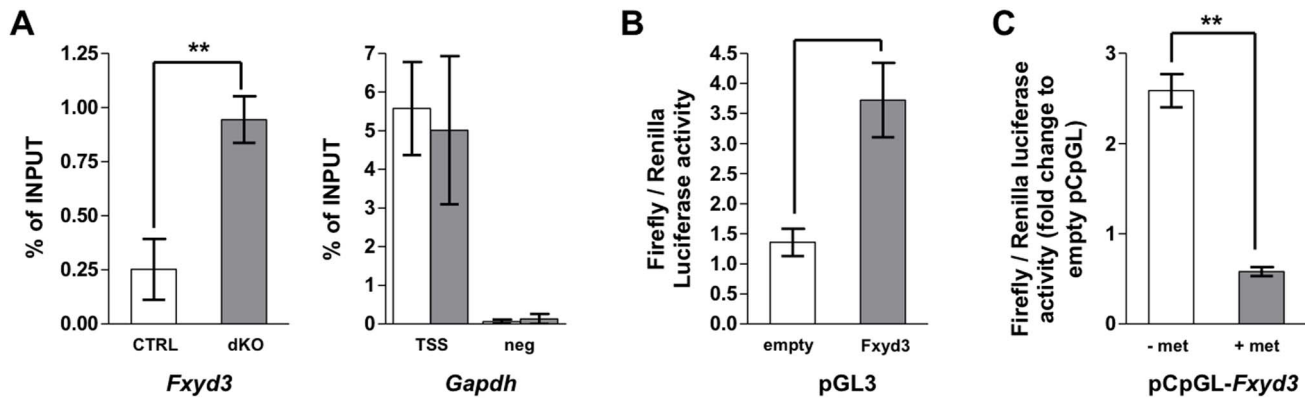 A
% of INPUT
1.25
1.00
0.75
0.50
0.25
0.00
**
CTRL dKO
Fxyd3
% of INPUT
7
6
5
4
3
2
1
0
TSS neg
Gapdh
B
Firefly / Renilla
Luciferase activity
4.5
4.0
3.5
3.0
2.5
2.0
1.5
1.0
0.5
0.0
empty Fxyd3
pGL3
C
Firefly / Renilla luciferase
activity (fold change to
empty pCpGL)
3
2
1
0
**
- met + met
pCpGL-Fxyd3